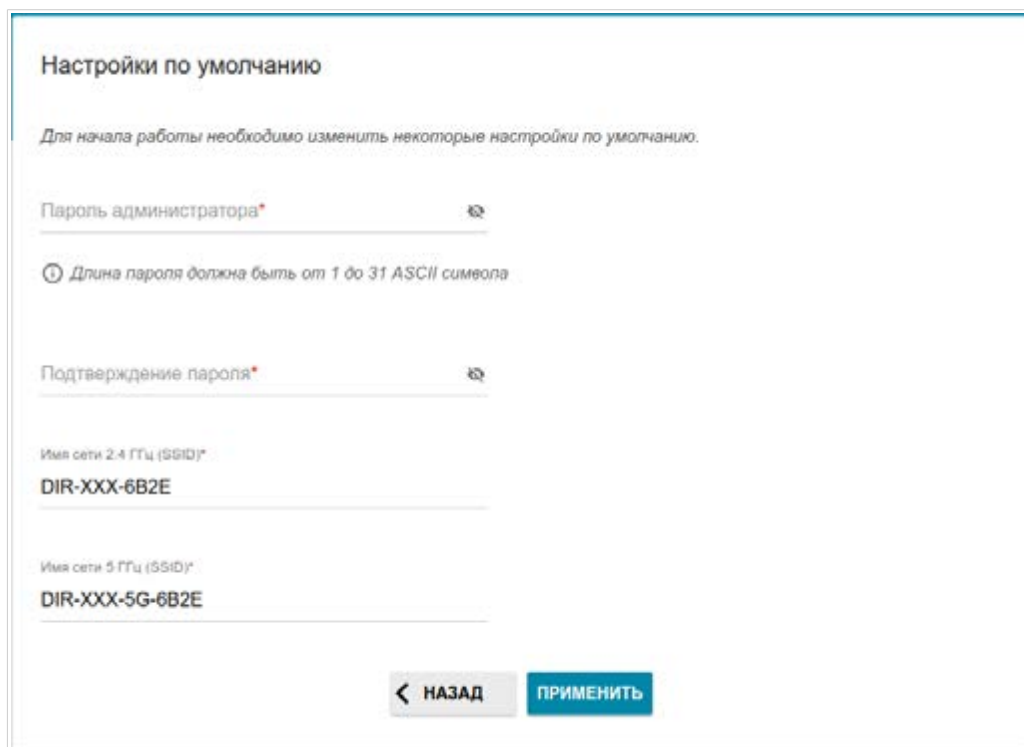 Настройки по умолчанию
Для начала работы необходимо изменить некоторые настройки по умолчанию.
Пароль администратора*
Длина пароля должна быть от 1 до 31 ASCII символа
Подтверждение пароля*
Имя сети 2.4 ГГц (SSID)*
DIR-XXX-6B2E
Имя сети 5 ГГц (SSID)*
DIR-XXX-5G-6B2E
НАЗАД ПРИМЕНИТЬ